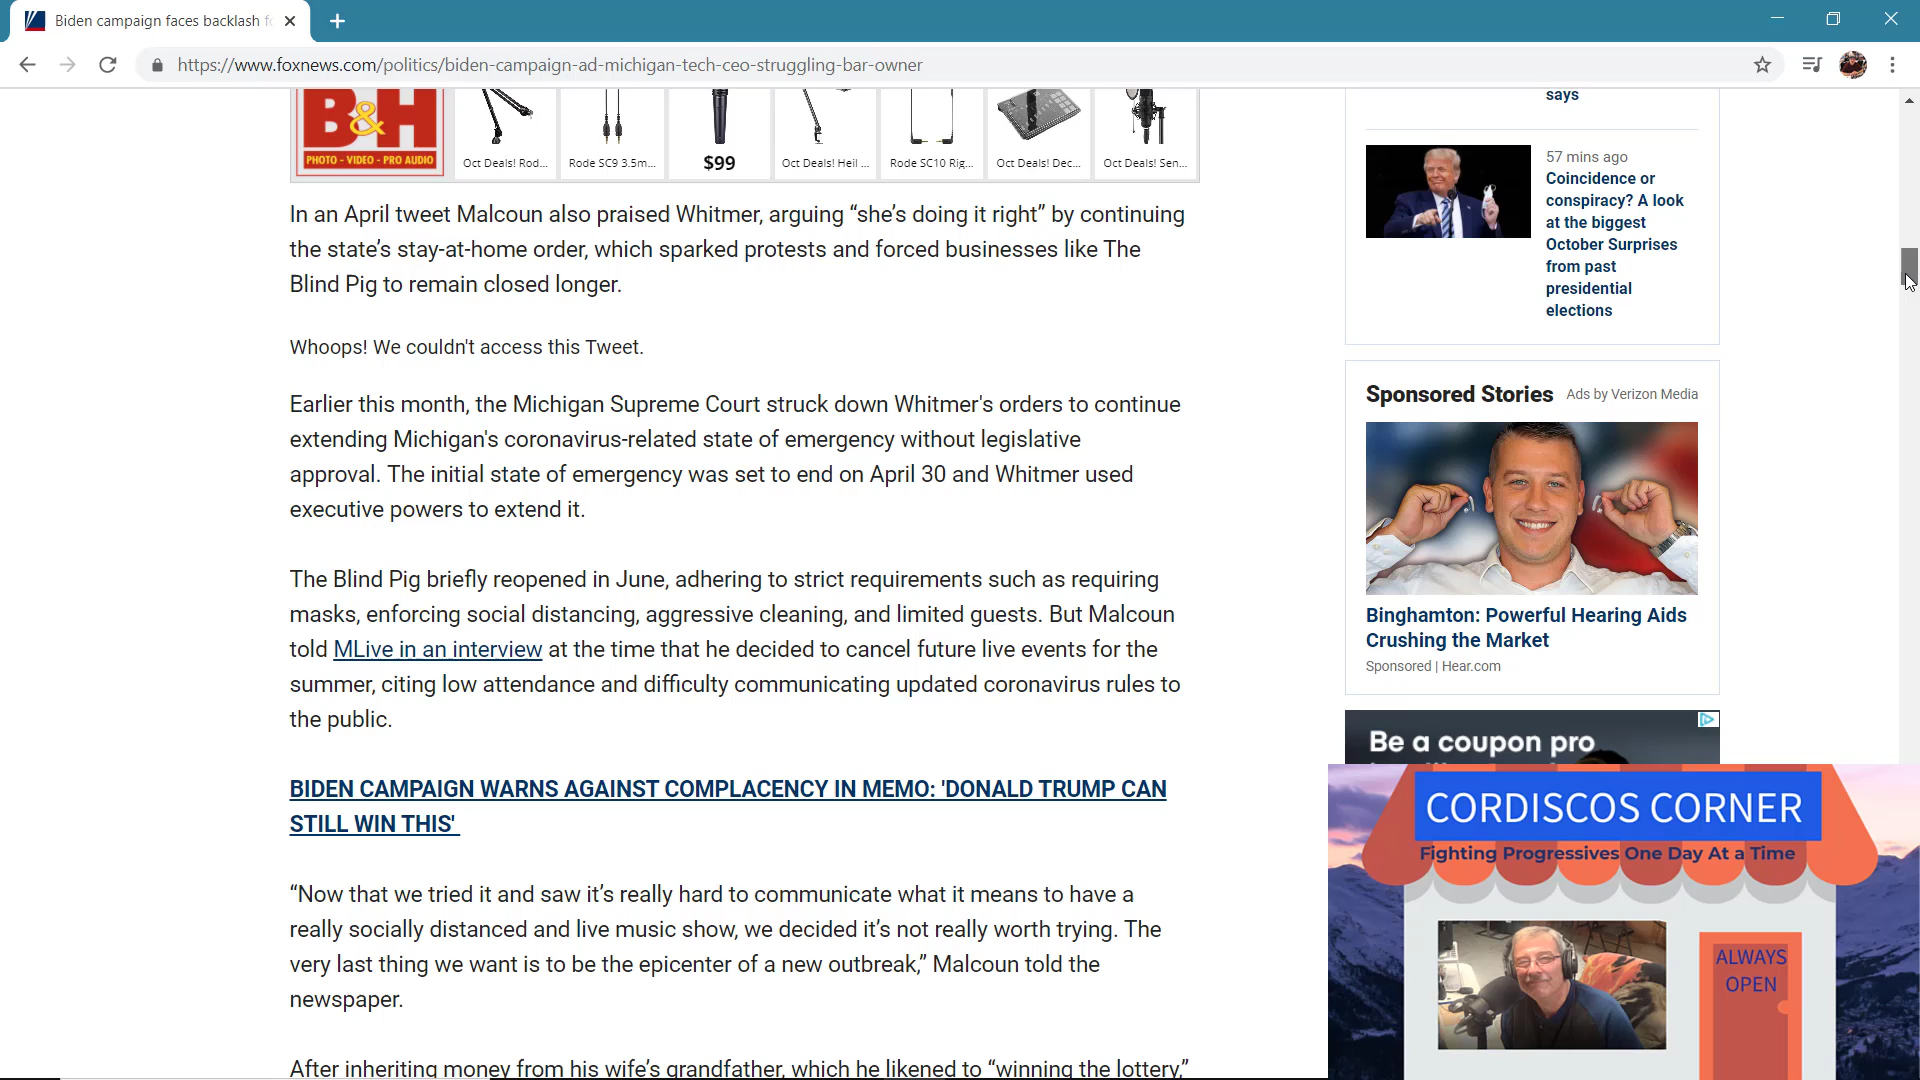 Biden campaign faces backlash f
https://www.foxnews.com/politics/biden-campaign-ad-michigan-tech-ceo-struggling-bar-owner
B&H
PHOTO - VIDEO - PRO AUDIO
Oct Deals! Rod...
Rode SC9 3.5m...
$99
Oct Deals! Heil ...
Rode SC10 Rig...
Oct Deals! Dec...
Oct Deals! Sen...
In an April tweet Malcoun also praised Whitmer, arguing “she’s doing it right” by continuing
the state’s stay-at-home order, which sparked protests and forced businesses like The
Blind Pig to remain closed longer.
Whoops! We couldn't access this Tweet.
Earlier this month, the Michigan Supreme Court struck down Whitmer's orders to continue
extending Michigan's coronavirus-related state of emergency without legislative
approval. The initial state of emergency was set to end on April 30 and Whitmer used
executive powers to extend it.
The Blind Pig briefly reopened in June, adhering to strict requirements such as requiring
masks, enforcing social distancing, aggressive cleaning, and limited guests. But Malcoun
told MLive in an interview at the time that he decided to cancel future live events for the
summer, citing low attendance and difficulty communicating updated coronavirus rules to
the public.
BIDEN CAMPAIGN WARNS AGAINST COMPLACENCY IN MEMO: 'DONALD TRUMP CAN
STILL WIN THIS'
“Now that we tried it and saw it’s really hard to communicate what it means to have a
really socially distanced and live music show, we decided it’s not really worth trying. The
very last thing we want is to be the epicenter of a new outbreak,” Malcoun told the
newspaper.
After inheriting money from his wife’s grandfather, which he likened to “winning the lottery,”
says
57 mins ago
Coincidence or
conspiracy? A look
at the biggest
October Surprises
from past
presidential
elections
Sponsored Stories Ads by Verizon Media
Binghamton: Powerful Hearing Aids
Crushing the Market
Sponsored | Hear.com
Be a coupon pro
CORDISCOS CORNER
Fighting Progressives One Day At a Time
ALWAYS
OPEN